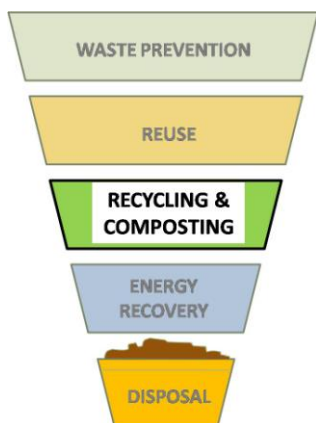 WASTE PREVENTION
REUSE
RECYCLING &
COMPOSTING
ENERGY
RECOVERY
DISPOSAL